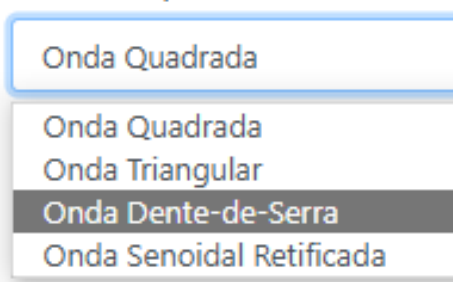 Onda Quadrada
Onda Quadrada
Onda Triangular
Onda Dente-de-Serra
Onda Senoidal Retificada